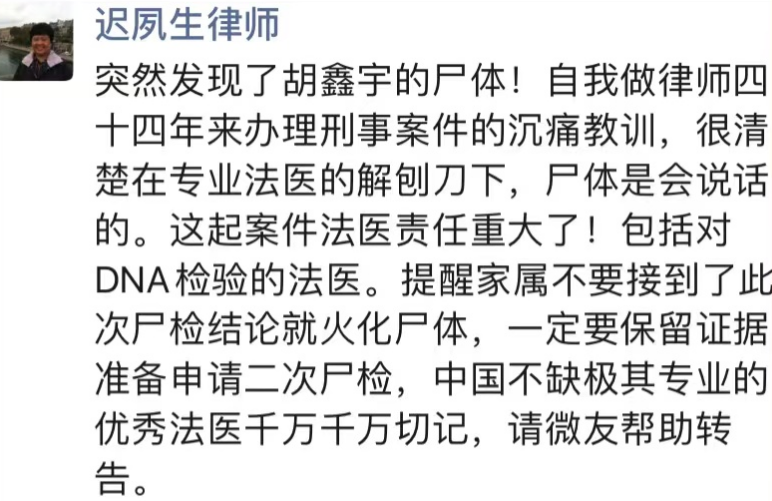 迟夙生律师
突然发现了胡鑫宇的尸体！自我做律师四
十四年来办理刑事案件的沉痛教训，很清
楚在专业法医的解刨刀下，尸体是会说话
的。这起案件法医责任重大了！包括对
DNA检验的法医。提醒家属不要接到了此
次尸检结论就火化尸体，一定要保留证据
准备申请二次尸检，中国不缺极其专业的
优秀法医千万千万切记，请微友帮助转
告。